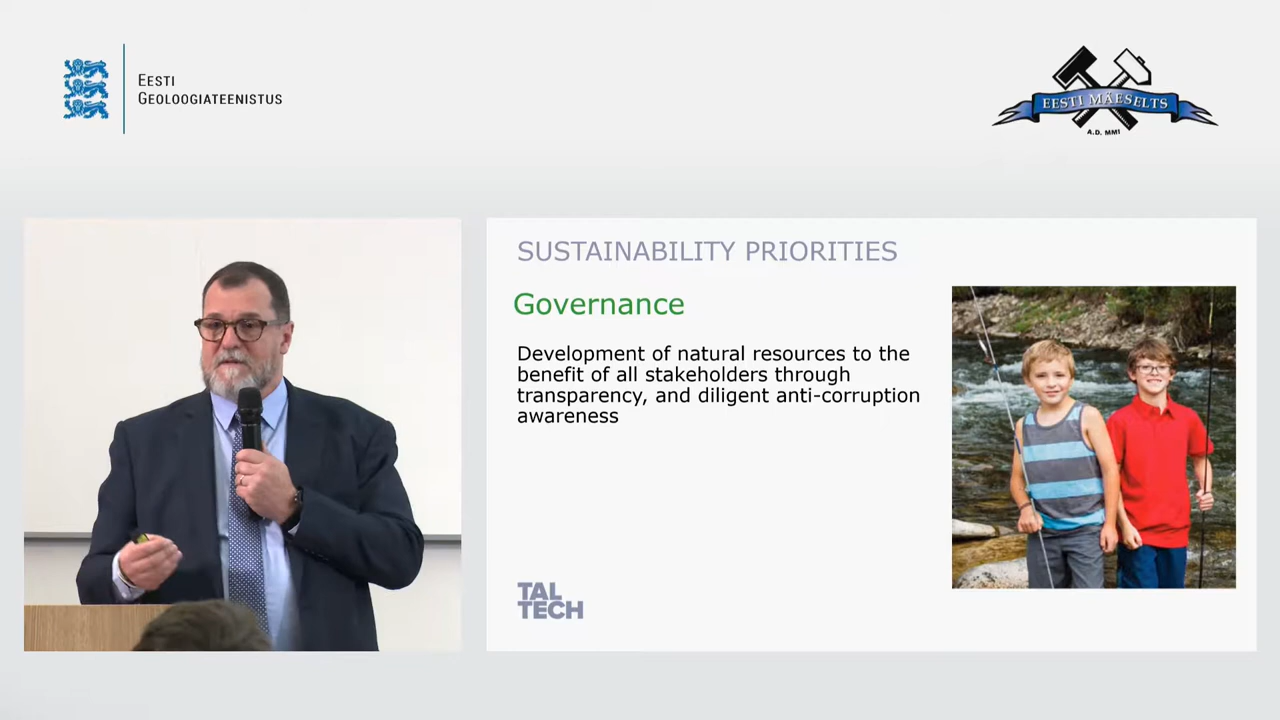 EESTI
GEOLOOGIATEENISTUS
EESTI MÄESELTS
A.D. MMI
SUSTAINABILITY PRIORITIES
Governance
Development of natural resources to the
benefit of all stakeholders through
transparency, and diligent anti-corruption
awareness
TAL
TECH